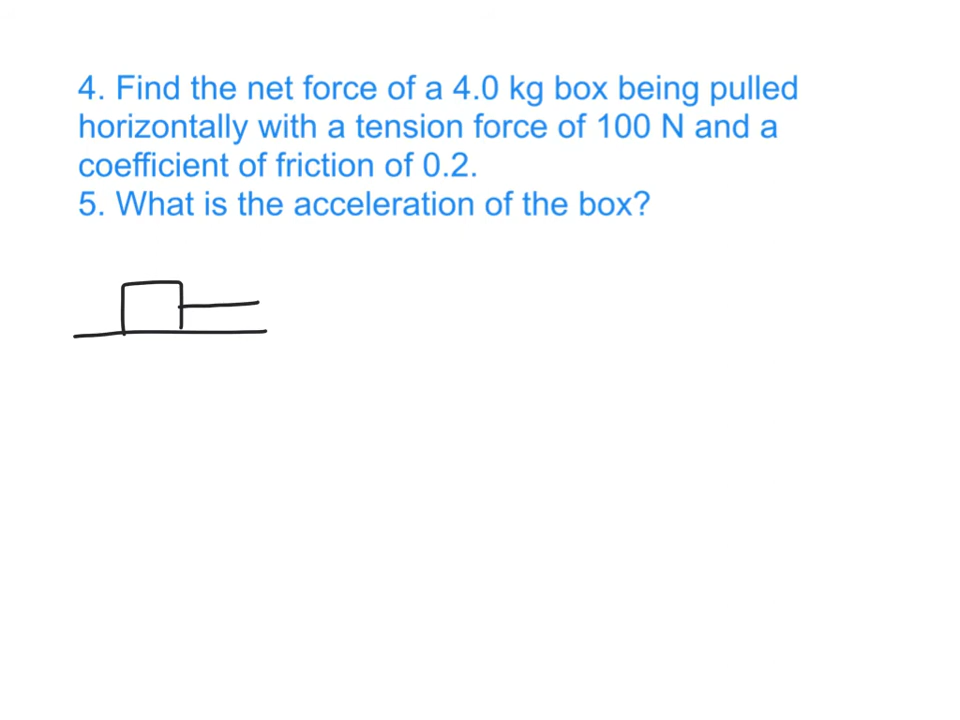 4. Find the net force of a 4.0 kg box being pulled
horizontally with a tension force of 100 N and a
coefficient of friction of 0.2.
5. What is the acceleration of the box?